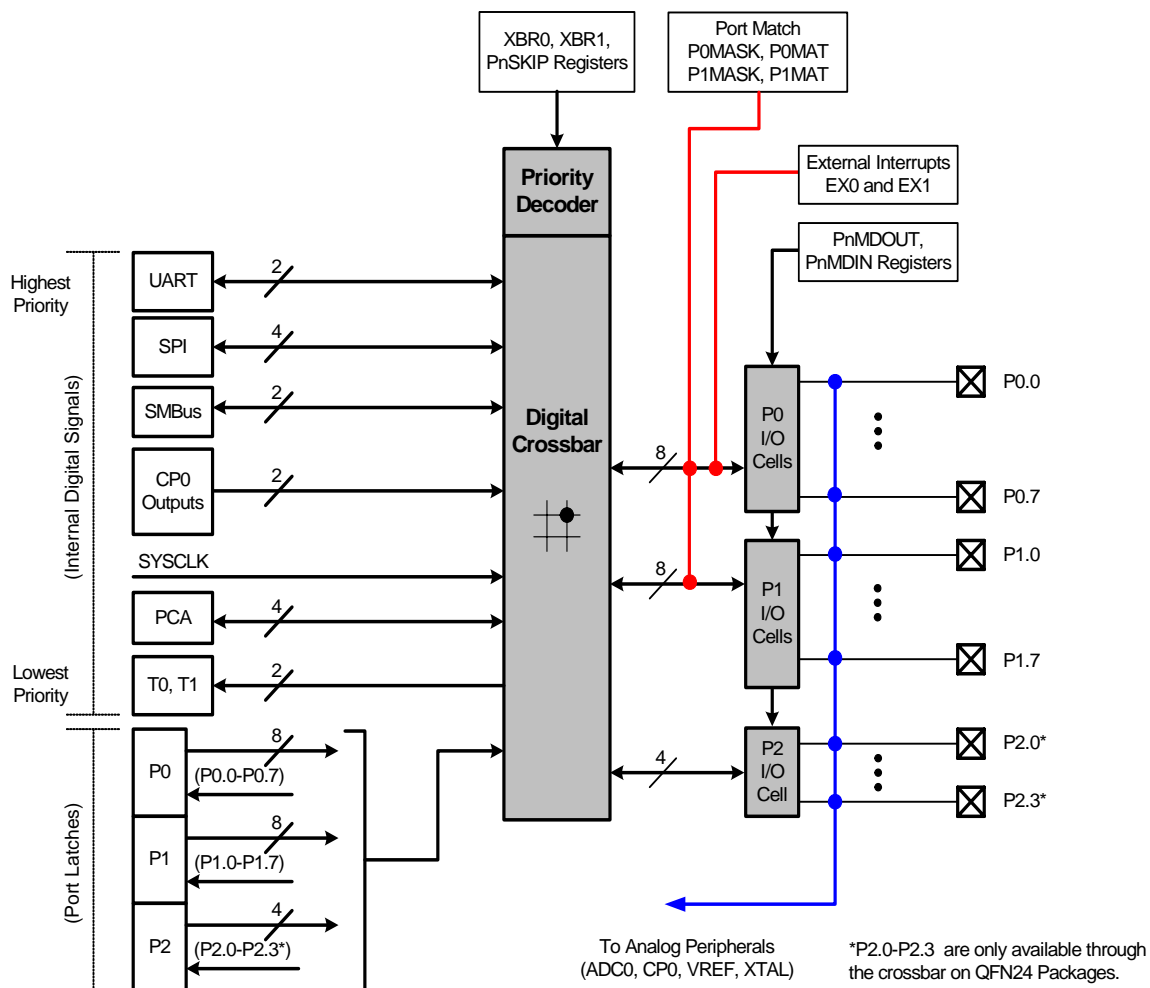 XBR0, XBR1,
PnSKIP Registers
Port Match
P0MASK, P0MAT
P1MASK, P1MAT
External Interrupts
EX0 and EX1
Priority
Decoder
PnMDOUT,
PnMDIN Registers
Highest
Priority
(Internal Digital Signals)
Lowest
Priority
UART
2
SPI
4
SMBus
2
CP0
Outputs
2
SYSCLK
PCA
4
T0, T1
2
Digital
Crossbar
8
8
4
P0
I/O
Cells
P1
I/O
Cells
P2
I/O
Cell
P0.0
P0.7
P1.0
P1.7
P2.0*
P2.3*
(Port Latches)
P0
8
(P0.0-P0.7)
P1
8
(P1.0-P1.7)
P2
4
(P2.0-P2.3*)
To Analog Peripherals
(ADC0, CP0, VREF, XTAL)
*P2.0-P2.3 are only available through
the crossbar on QFN24 Packages.